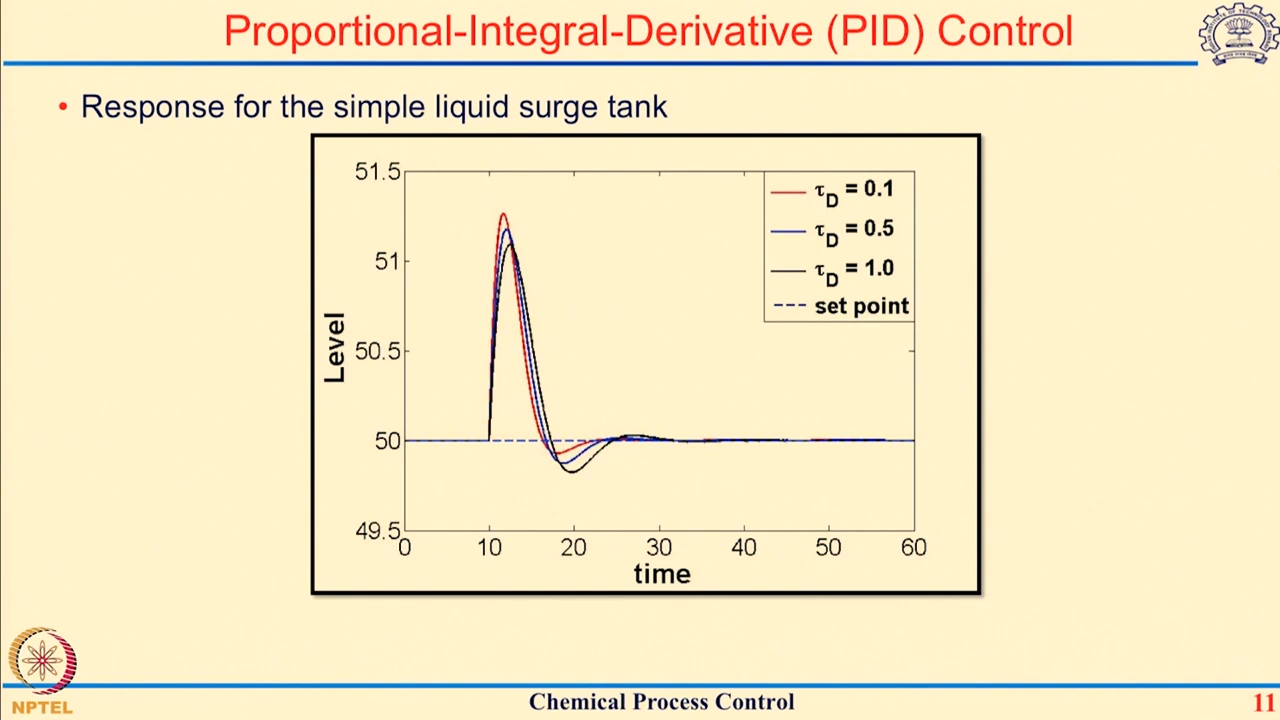 Proportional-Integral-Derivative (PID) Control
• Response for the simple liquid surge tank
51.5
51
50.5
50
49.5
Level
0 10 20 30 40 50 60
time
τD = 0.1
τD = 0.5
τD = 1.0
set point
NPTEL
Chemical Process Control
11